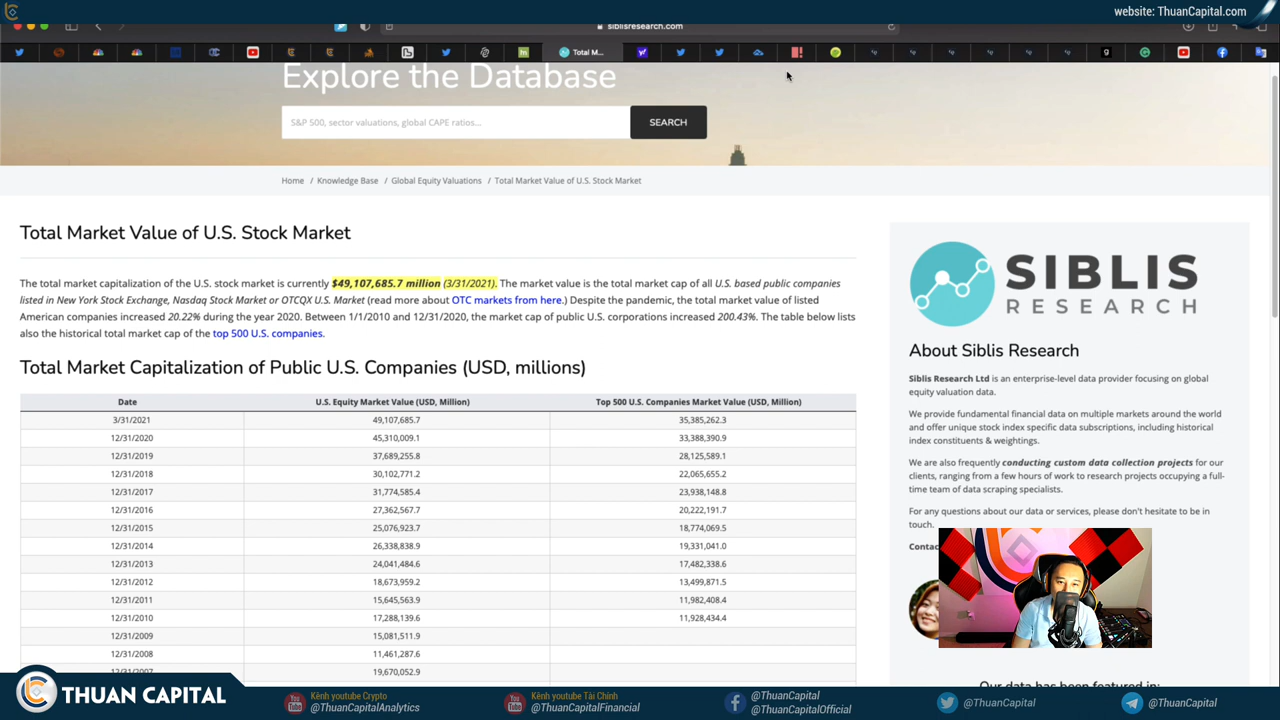 website: ThuanCapital.com
siblisresearch.com
Total M...
Explore the Database
S&P 500, sector valuations, global CAPE ratios...
SEARCH
Home / Knowledge Base / Global Equity Valuations / Total Market Value of U.S. Stock Market
Total Market Value of U.S. Stock Market
The total market capitalization of the U.S. stock market is currently $49,107,685.7 million (3/31/2021). The market value is the total market cap of all U.S. based public companies
listed in New York Stock Exchange, Nasdaq Stock Market or OTCQX U.S. Market (read more about OTC markets from here.) Despite the pandemic, the total market value of listed
American companies increased 20.22% during the year 2020. Between 1/1/2010 and 12/31/2020, the market cap of public U.S. corporations increased 200.43%. The table below lists
also the historical total market cap of the top 500 U.S. companies.
Total Market Capitalization of Public U.S. Companies (USD, millions)
Date U.S. Equity Market Value (USD, Million) Top 500 U.S. Companies Market Value (USD, Million)
3/31/2021 49,107,685.7 35,385,262.3
12/31/2020 45,310,009.1 33,388,390.9
12/31/2019 37,689,255.8 28,125,589.1
12/31/2018 30,102,771.2 22,065,655.2
12/31/2017 31,774,585.4 23,938,148.8
12/31/2016 27,362,567.7 20,222,191.7
12/31/2015 25,076,923.7 18,774,069.5
12/31/2014 26,338,838.9 19,331,041.0
12/31/2013 24,041,484.6 17,482,338.6
12/31/2012 18,673,959.2 13,499,871.5
12/31/2011 15,645,563.9 11,982,408.4
12/31/2010 17,288,139.6 11,928,434.4
12/31/2009 15,081,511.9
12/31/2008 11,461,287.6
12/31/2007 19,670,052.9
SIBLIS
RESEARCH
About Siblis Research
Siblis Research Ltd is an enterprise-level data provider focusing on global
equity valuation data.
We provide fundamental financial data on multiple markets around the world
and offer unique stock index specific data subscriptions, including historical
index constituents & weightings.
We are also frequently conducting custom data collection projects for our
clients, ranging from a few hours of work to research projects occupying a full-
time team of data scraping specialists.
For any questions about our data or services, please don't hesitate to be in
touch.
Contac
Our data has been featured in:
THUAN CAPITAL
Kênh youtube Crypto
@ThuanCapitalAnalytics
Kênh youtube Tài Chính
@ThuanCapitalFinancial
@ThuanCapital
@ThuanCapitalOfficial
@ThuanCapital
@ThuanCapital